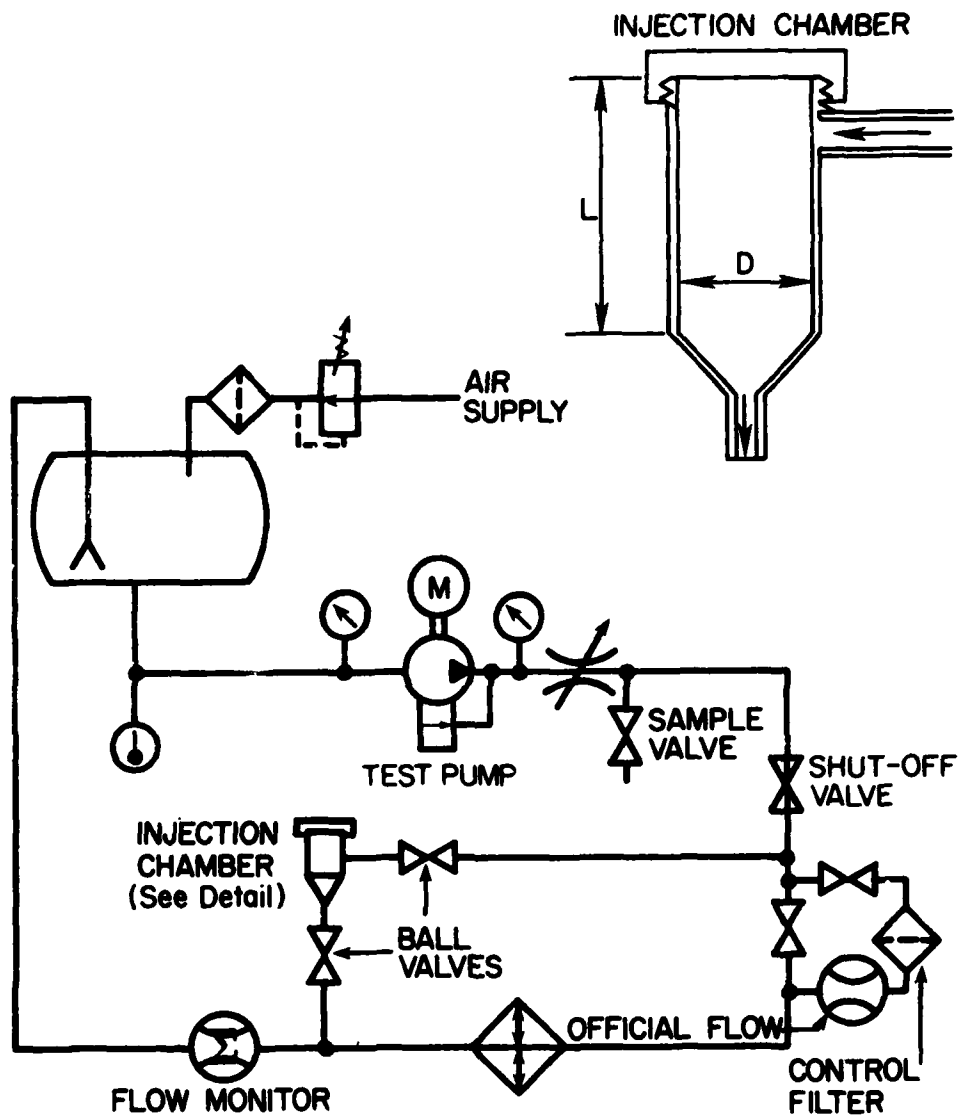 INJECTION CHAMBER
L
D
AIR
SUPPLY
M
SAMPLE
VALVE
TEST PUMP
SHUT-OFF
VALVE
INJECTION
CHAMBER
(See Detail)
BALL
VALVES
OFFICIAL FLOW
Σ
FLOW MONITOR
CONTROL
FILTER